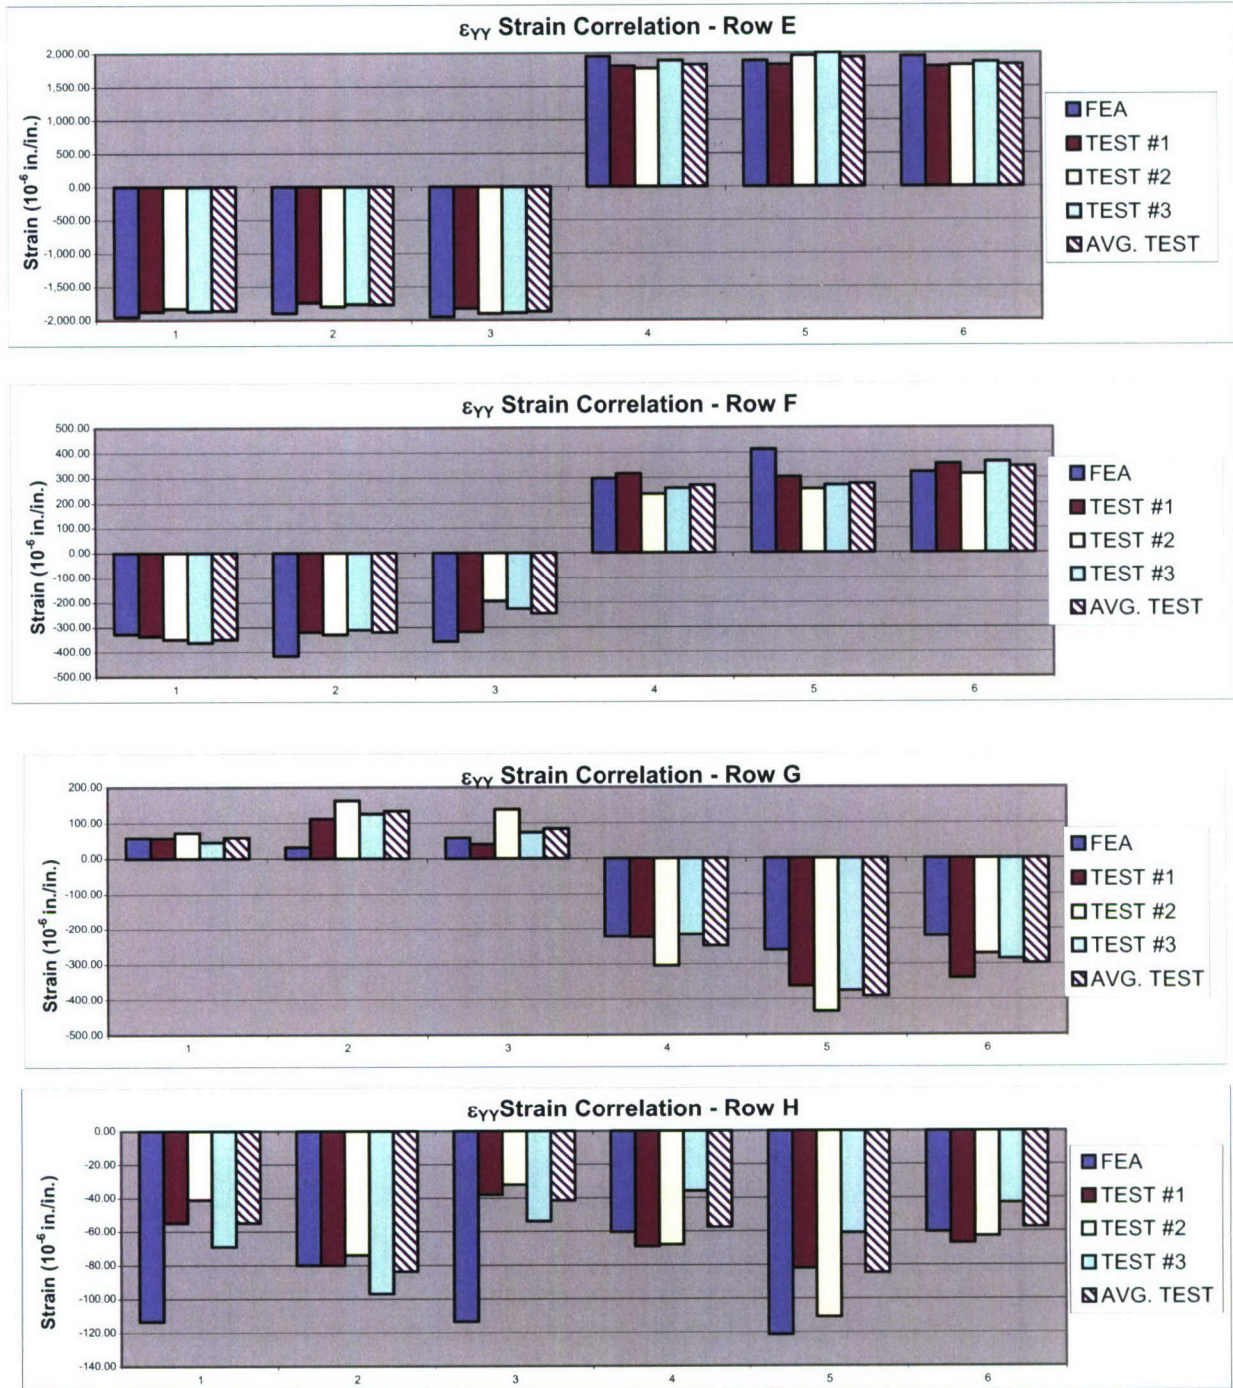 εYY Strain Correlation - Row E
Strain (10-6 in./in.)
2,000.00
1,500.00
1,000.00
500.00
0.00
-500.00
-1,000.00
-1,500.00
-2,000.00
1 2 3 4 5 6
FEA
TEST #1
TEST #2
TEST #3
AVG. TEST
εYY Strain Correlation - Row F
Strain (10-6 in./in.)
500.00
400.00
300.00
200.00
100.00
0.00
-100.00
-200.00
-300.00
-400.00
-500.00
1 2 3 4 5 6
FEA
TEST #1
TEST #2
TEST #3
AVG. TEST
εYY Strain Correlation - Row G
Strain (10-6 in./in.)
200.00
100.00
0.00
-100.00
-200.00
-300.00
-400.00
-500.00
1 2 3 4 5 6
FEA
TEST #1
TEST #2
TEST #3
AVG. TEST
εYYStrain Correlation - Row H
Strain (10-6 in./in.)
0.00
-20.00
-40.00
-60.00
-80.00
-100.00
-120.00
-140.00
1 2 3 4 5 6
FEA
TEST #1
TEST #2
TEST #3
AVG. TEST